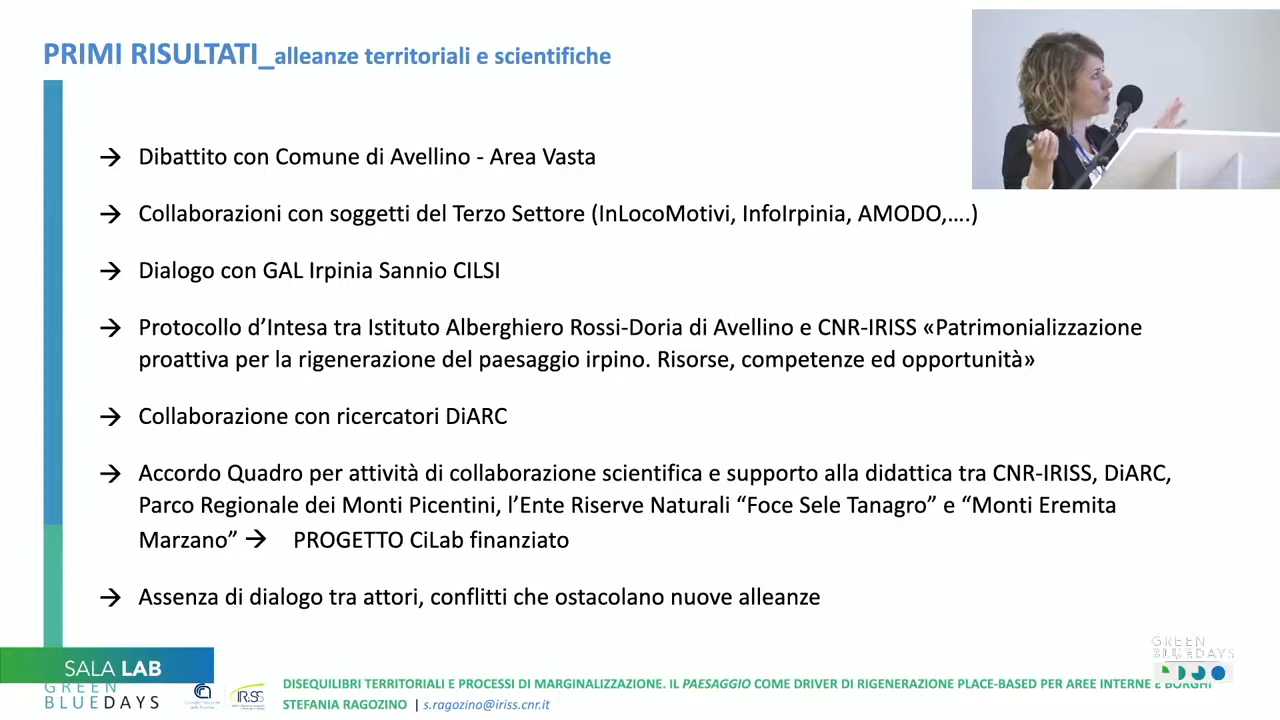 PRIMI RISULTATI_alleanze territoriali e scientifiche
→ Dibattito con Comune di Avellino - Area Vasta
→ Collaborazioni con soggetti del Terzo Settore (InLocoMotivi, InfoIrpinia, AMODO,....)
→ Dialogo con GAL Irpinia Sannio CILSI
→ Protocollo d'Intesa tra Istituto Alberghiero Rossi-Doria di Avellino e CNR-IRISS «Patrimonializzazione
proattiva per la rigenerazione del paesaggio irpino. Risorse, competenze ed opportunità»
→ Collaborazione con ricercatori DiARC
→ Accordo Quadro per attività di collaborazione scientifica e supporto alla didattica tra CNR-IRISS, DiARC,
Parco Regionale dei Monti Picentini, l'Ente Riserve Naturali “Foce Sele Tanagro” e “Monti Eremita
Marzano” → PROGETTO CiLab finanziato
→ Assenza di dialogo tra attori, conflitti che ostacolano nuove alleanze
GREEN
BLUEDAYS
SALA LAB
GREEN
BLUEDAYS
IRISS
DISEQUILIBRI TERRITORIALI E PROCESSI DI MARGINALIZZAZIONE. IL PAESAGGIO COME DRIVER DI RIGENERAZIONE PLACE-BASED PER AREE INTERNE E BORGHI
STEFANIA RAGOZINO | s.ragozino@iriss.cnr.it